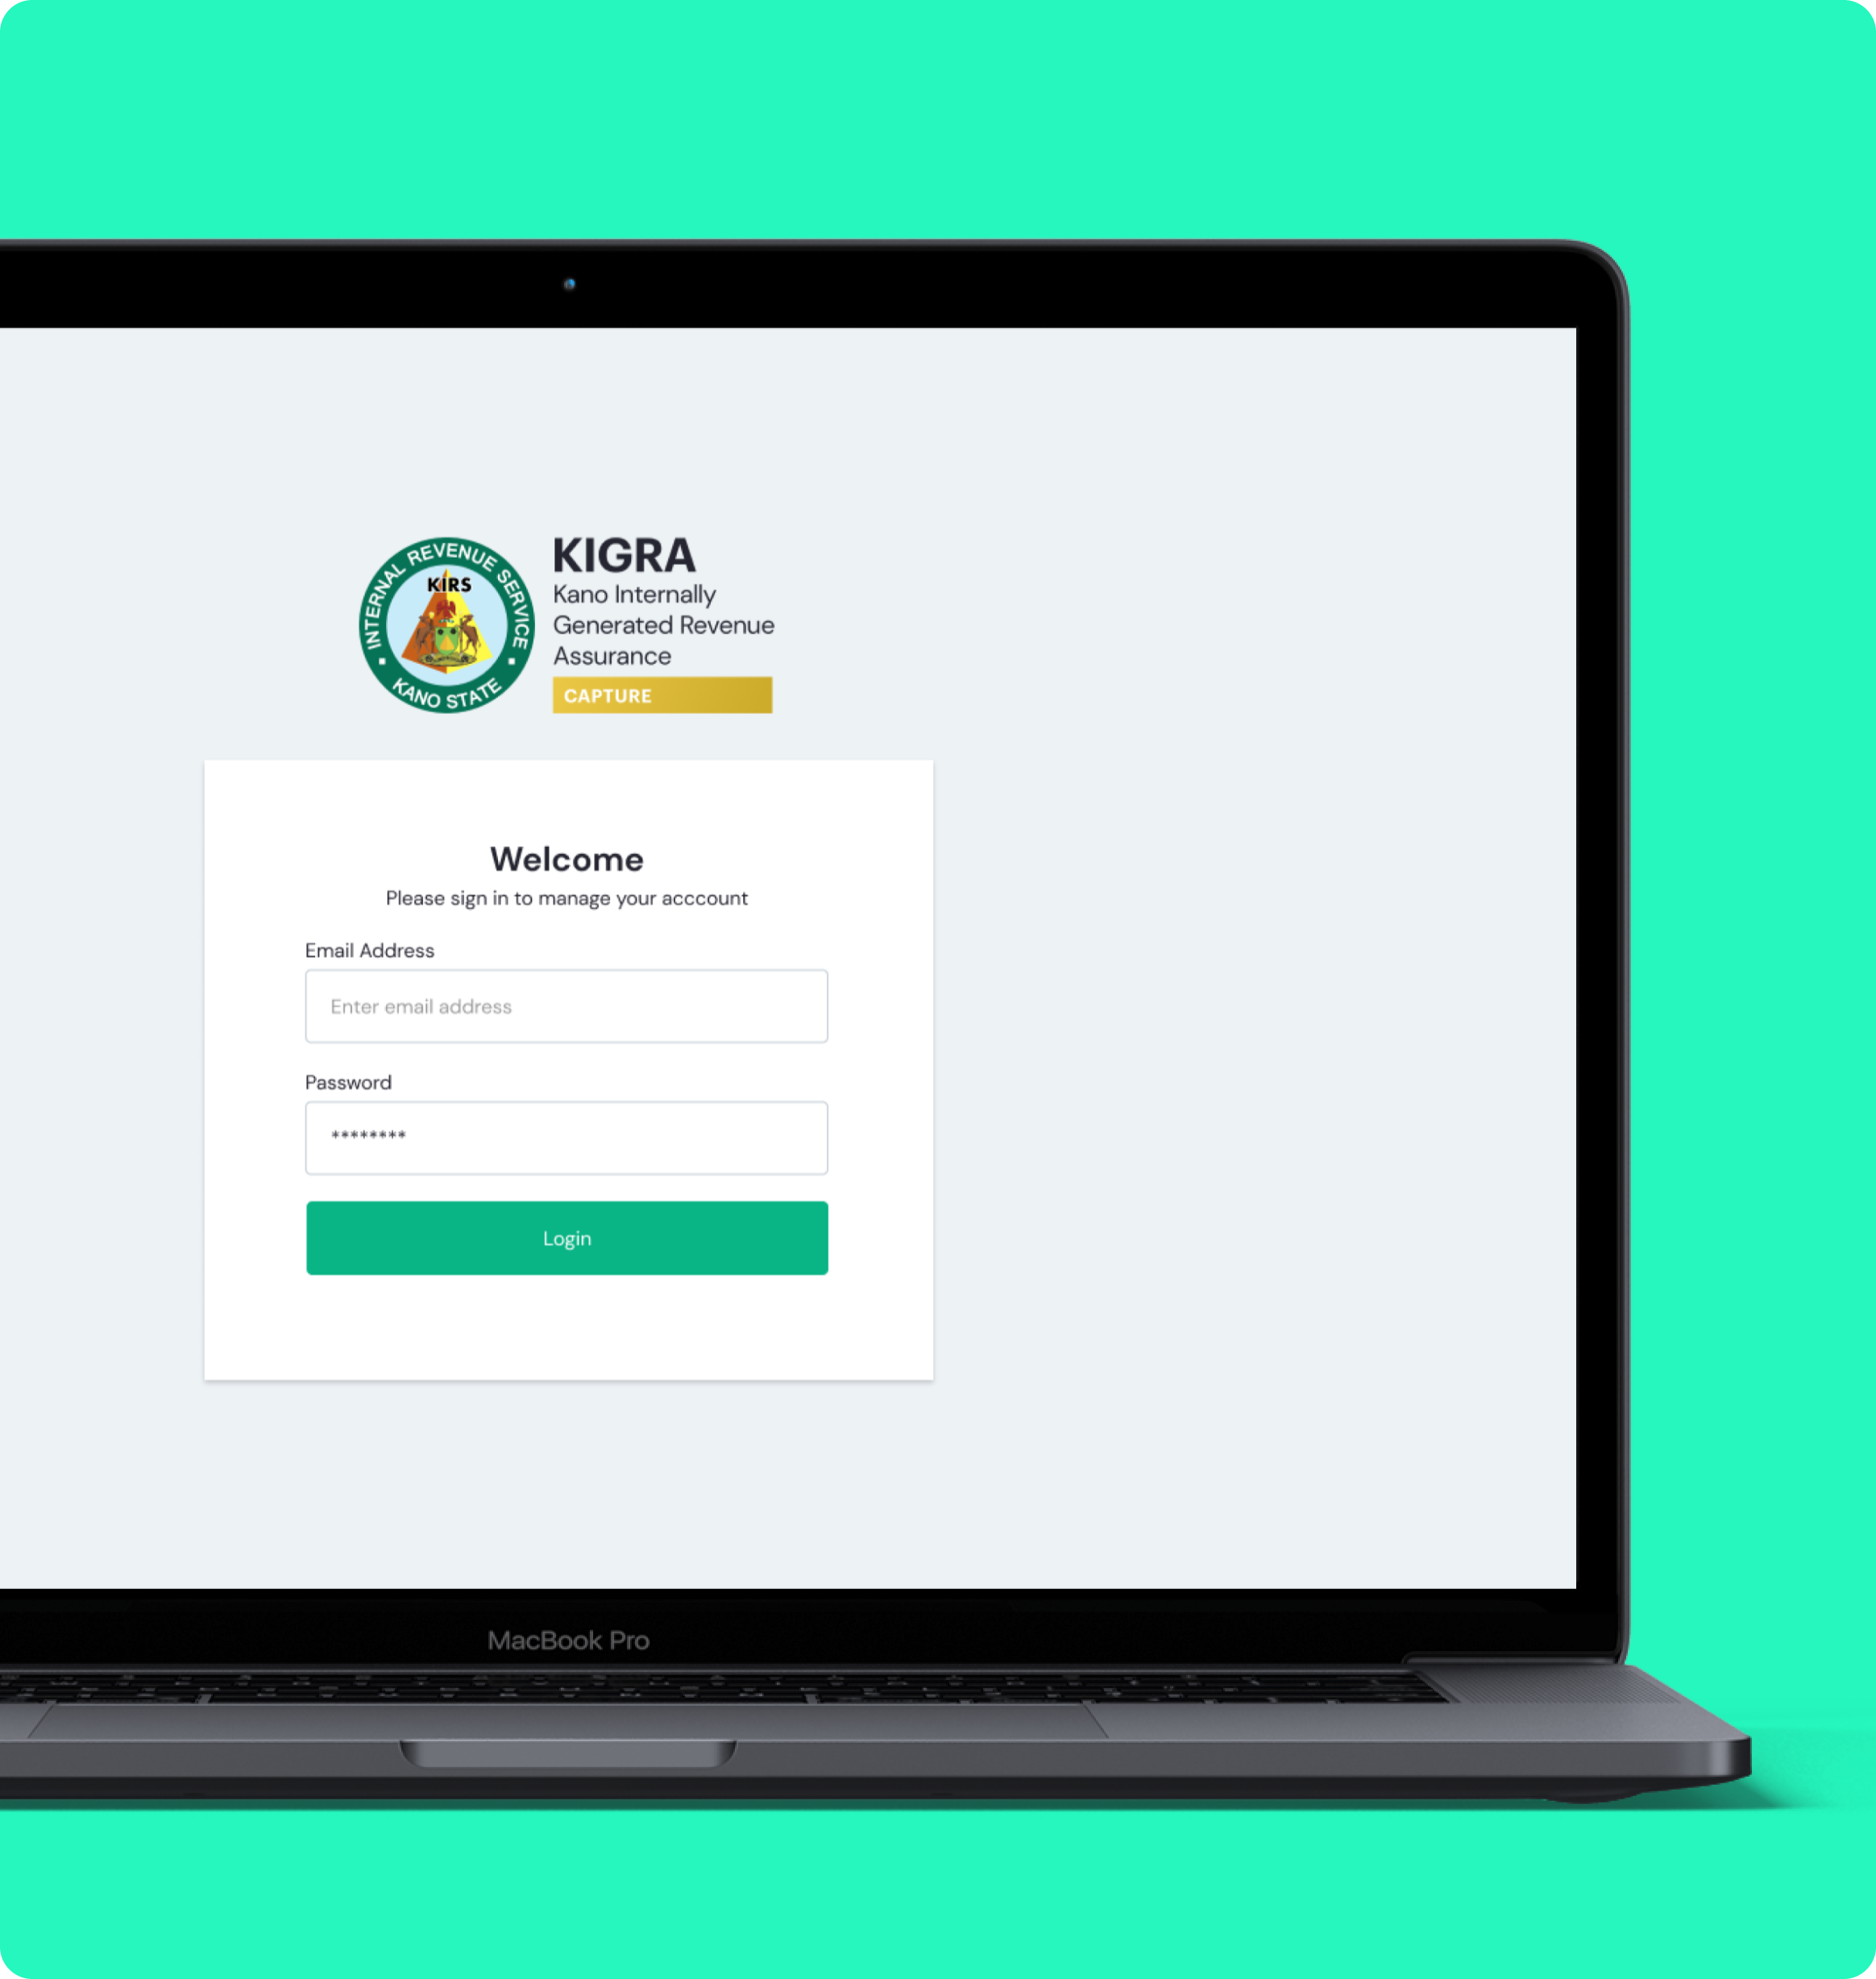 INTERNAL REVENUE SERVICE
KIRS
KANO STATE
KIGRA
Kano Internally
Generated Revenue
Assurance
CAPTURE
Welcome
Please sign in to manage your acccount
Email Address
Enter email address
Password
********
Login
MacBook Pro